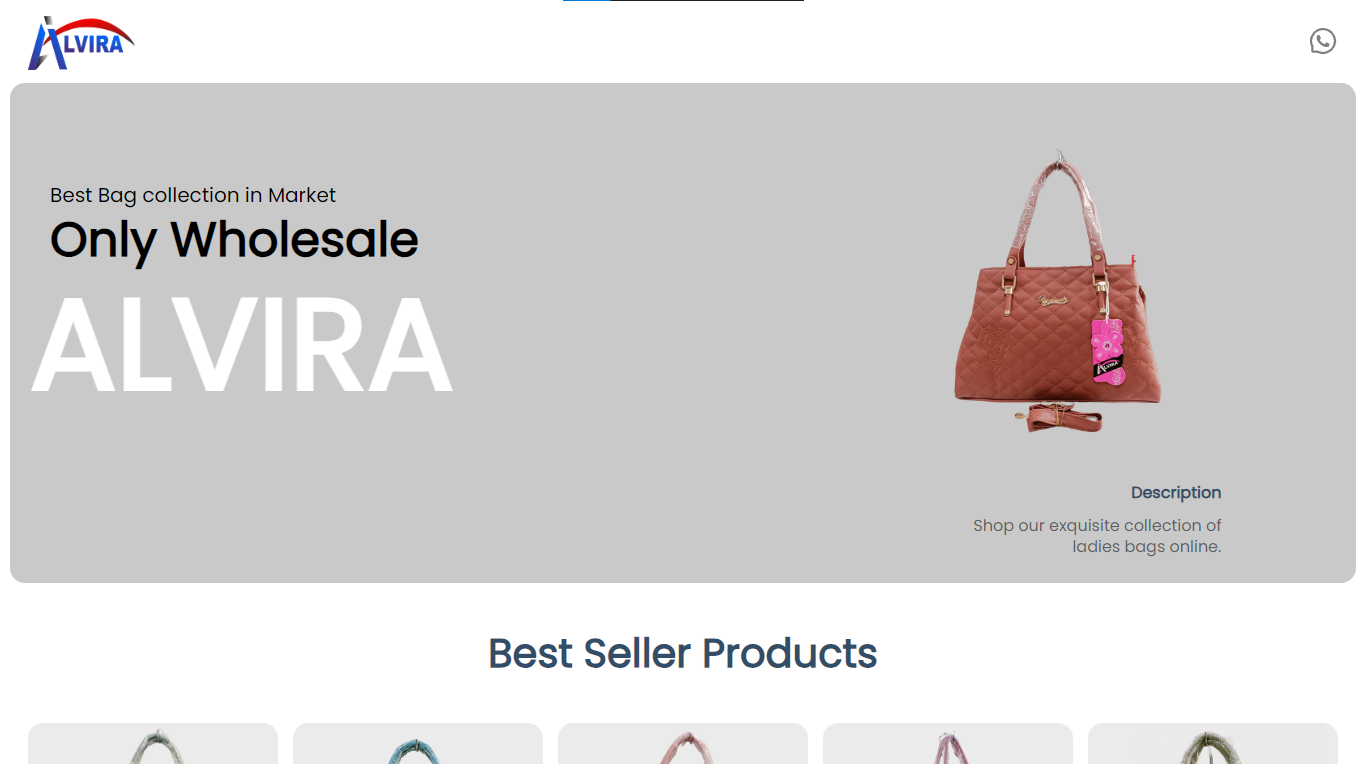 ALVIRA
Best Bag collection in Market
Only Wholesale
ALVIRA
ALVIRA
Description
Shop our exquisite collection of
ladies bags online.
Best Seller Products